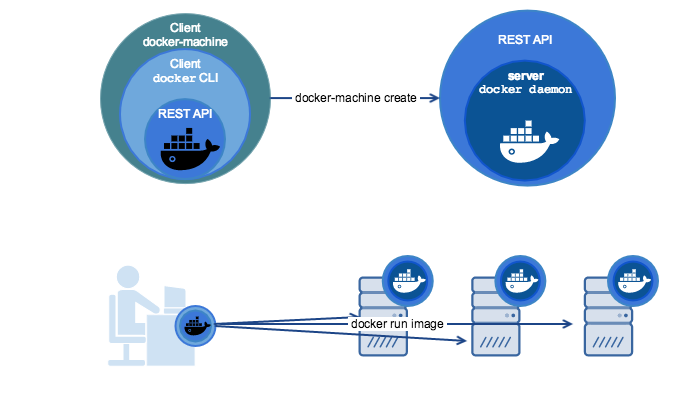 Client
docker-machine
Client
docker CLI
REST API
docker-machine create
REST API
server
docker daemon
docker run image